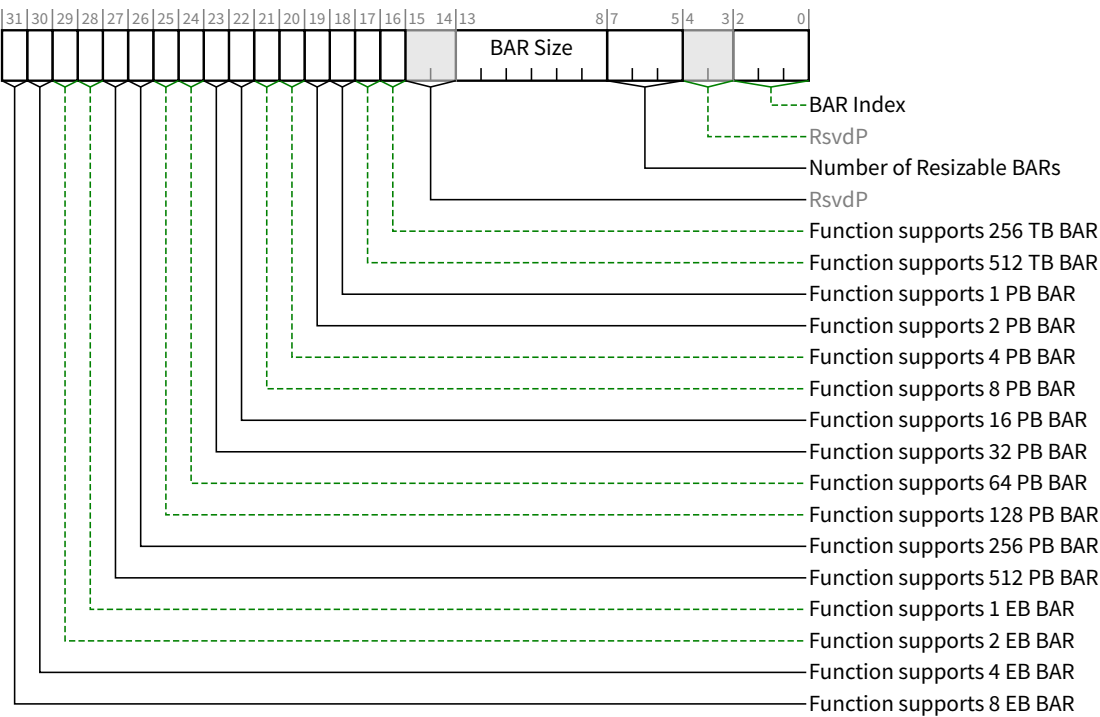 31 30 29 28 27 26 25 24 23 22 21 20 19 18 17 16 15 14 13 8 7 5 4 3 2 0
BAR Size
BAR Index
RsvdP
Number of Resizable BARs
RsvdP
Function supports 256 TB BAR
Function supports 512 TB BAR
Function supports 1 PB BAR
Function supports 2 PB BAR
Function supports 4 PB BAR
Function supports 8 PB BAR
Function supports 16 PB BAR
Function supports 32 PB BAR
Function supports 64 PB BAR
Function supports 128 PB BAR
Function supports 256 PB BAR
Function supports 512 PB BAR
Function supports 1 EB BAR
Function supports 2 EB BAR
Function supports 4 EB BAR
Function supports 8 EB BAR